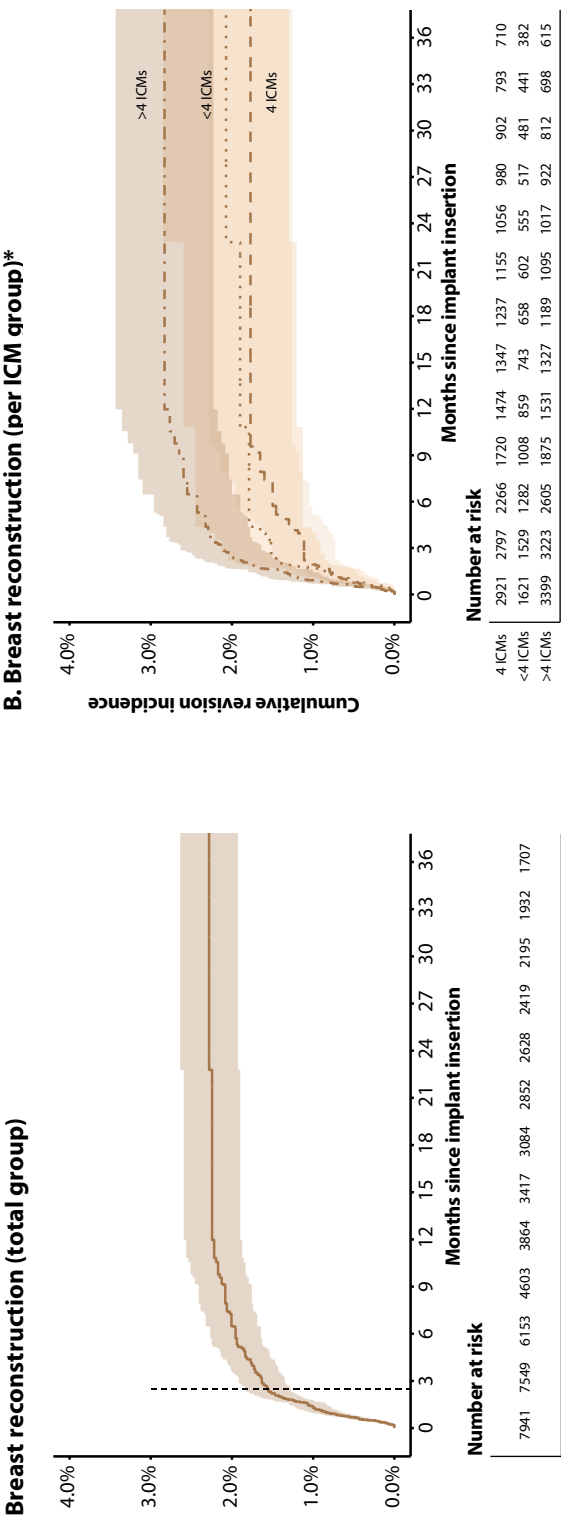 Breast reconstruction (total group)
4.0%
3.0%
2.0%
1.0%
0.0%
0 3 6 9 12 15 18 21 24 27 30 33 36
Months since implant insertion
Number at risk
7941 7549 6153 4603 3864 3417 3084 2852 2628 2419 2195 1932 1707
B. Breast reconstruction (per ICM group)*
Cumulative revision incidence
4.0%
3.0%
2.0%
1.0%
0.0%
>4 ICMs
<4 ICMs
4 ICMs
0 3 6 9 12 15 18 21 24 27 30 33 36
Months since implant insertion
Number at risk
4 ICMs 2921 2797 2266 1720 1474 1347 1237 1155 1056 980 902 793 710
<4 ICMs 1621 1529 1282 1008 859 743 658 602 555 517 481 441 382
>4 ICMs 3399 3223 2605 1875 1531 1327 1189 1095 1017 922 812 698 615